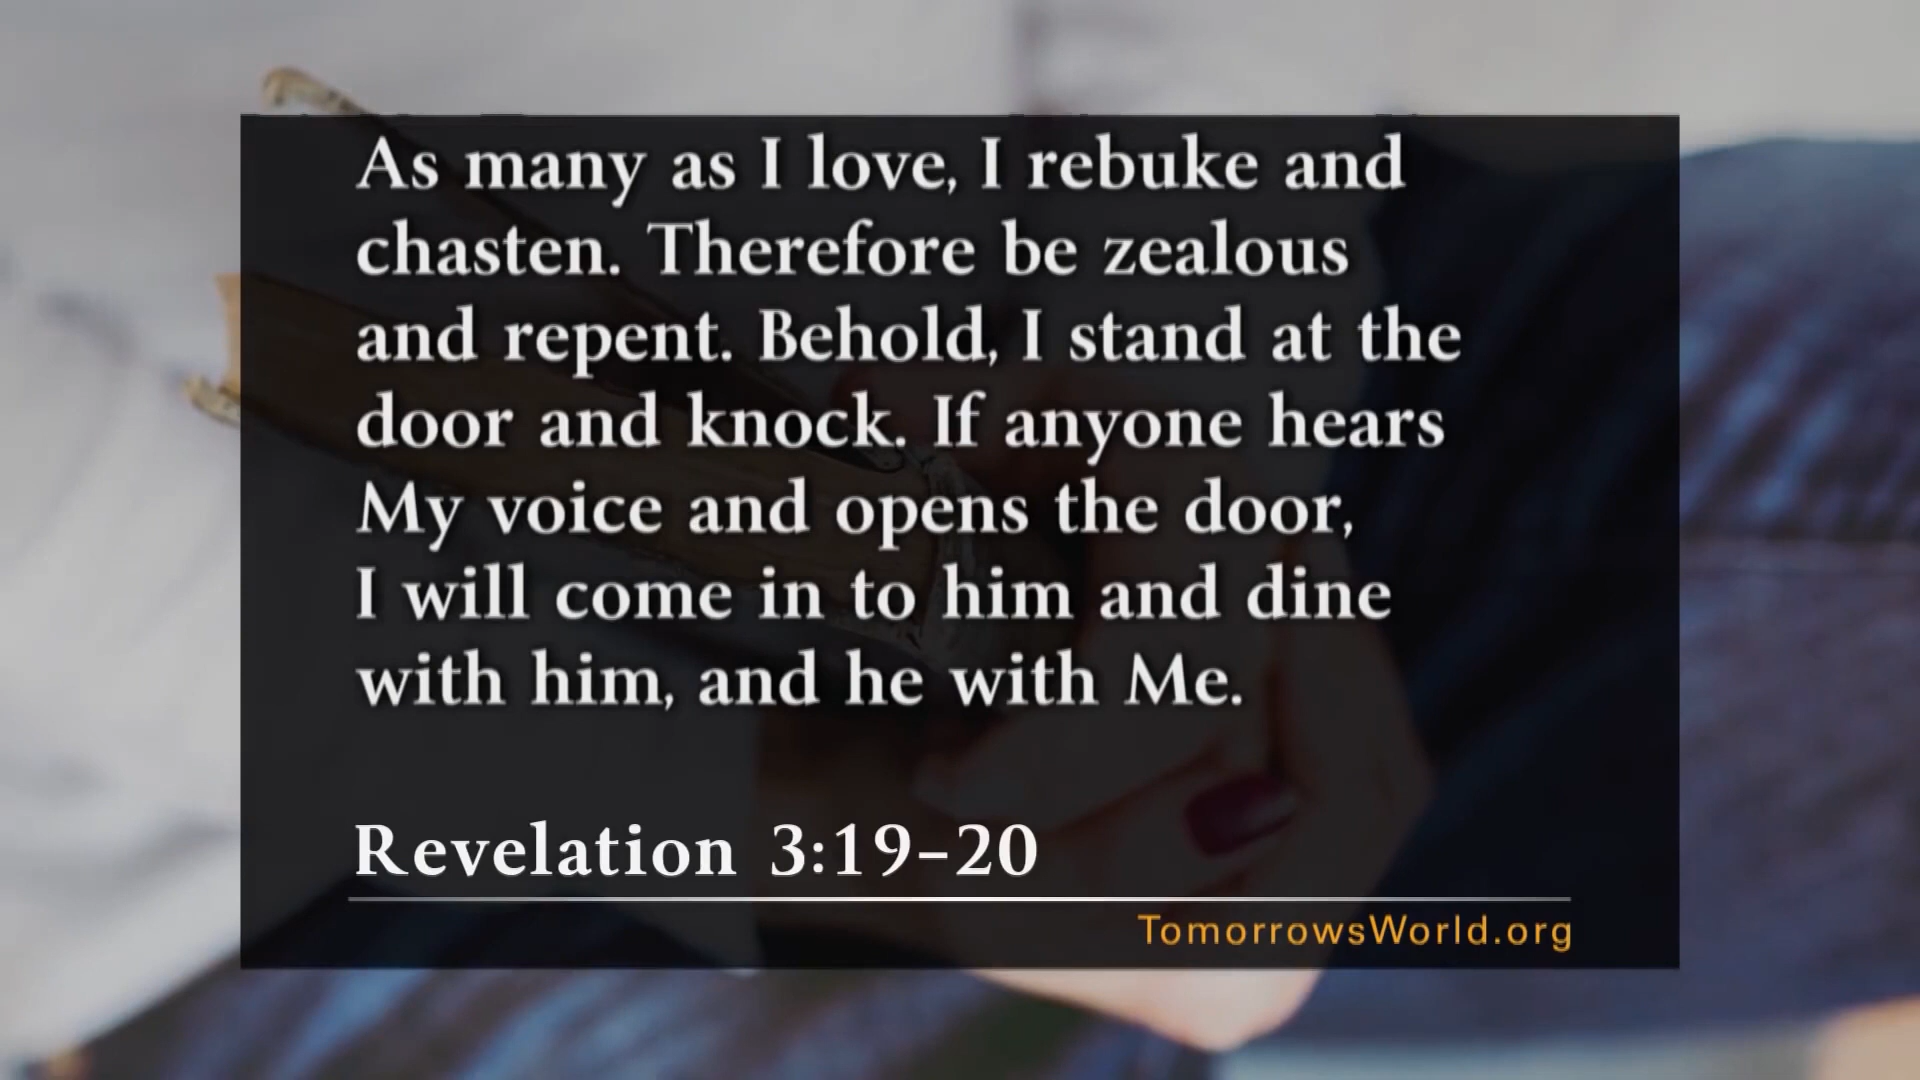 As many as I love, I rebuke and
chasten. Therefore be zealous
and repent. Behold, I stand at the
door and knock. If anyone hears
My voice and opens the door,
I will come in to him and dine
with him, and he with Me.
Revelation 3:19–20
TomorrowsWorld.org